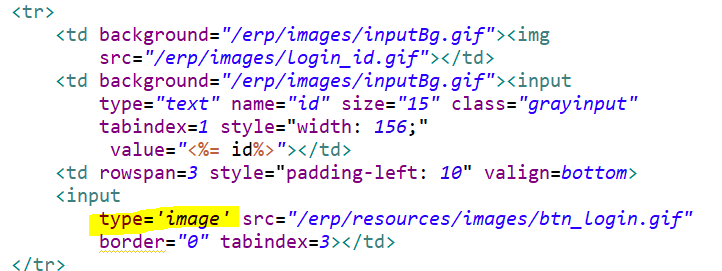 <tr>
<td background="/erp/images/inputBg.gif"><img
src="/erp/images/login_id.gif"></td>
<td background="/erp/images/inputBg.gif"><input
type="text" name="id" size="15" class="grayinput"
tabindex=1 style="width: 156;"
value="<%= id%>"></td>
<td rowspan=3 style="padding-left: 10" valign=bottom>
<input
type='image' src="/erp/resources/images/btn_login.gif"
border="0" tabindex=3></td>
</tr>